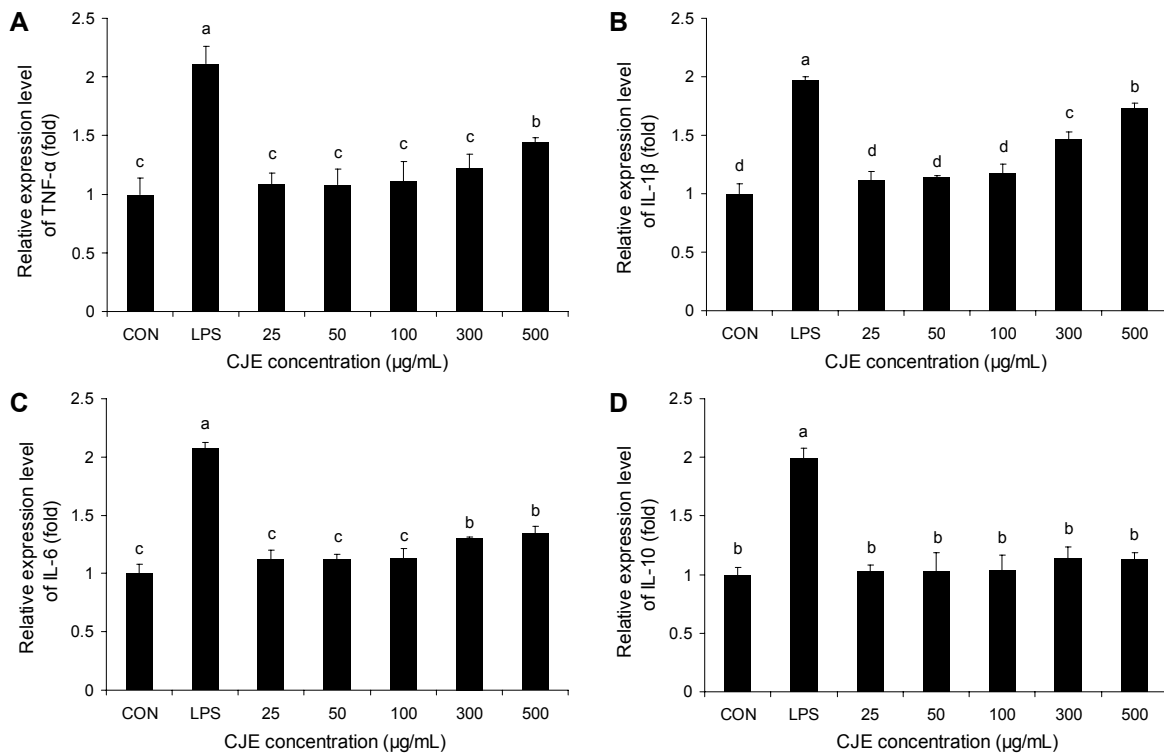 A
Relative expression level
of TNF-α (fold)
2.5
2
1.5
1
0.5
0
c
a
c
c
c
c
b
CON LPS 25 50 100 300 500
CJE concentration (µg/mL)
B
Relative expression level
of IL-1β (fold)
2.5
2
1.5
1
0.5
0
d
a
d
d
d
c
b
CON LPS 25 50 100 300 500
CJE concentration (µg/mL)
C
Relative expression level
of IL-6 (fold)
2.5
2
1.5
1
0.5
0
c
a
c
c
c
b
b
CON LPS 25 50 100 300 500
CJE concentration (µg/mL)
D
Relative expression level
of IL-10 (fold)
2.5
2
1.5
1
0.5
0
b
a
b
b
b
b
b
CON LPS 25 50 100 300 500
CJE concentration (µg/mL)